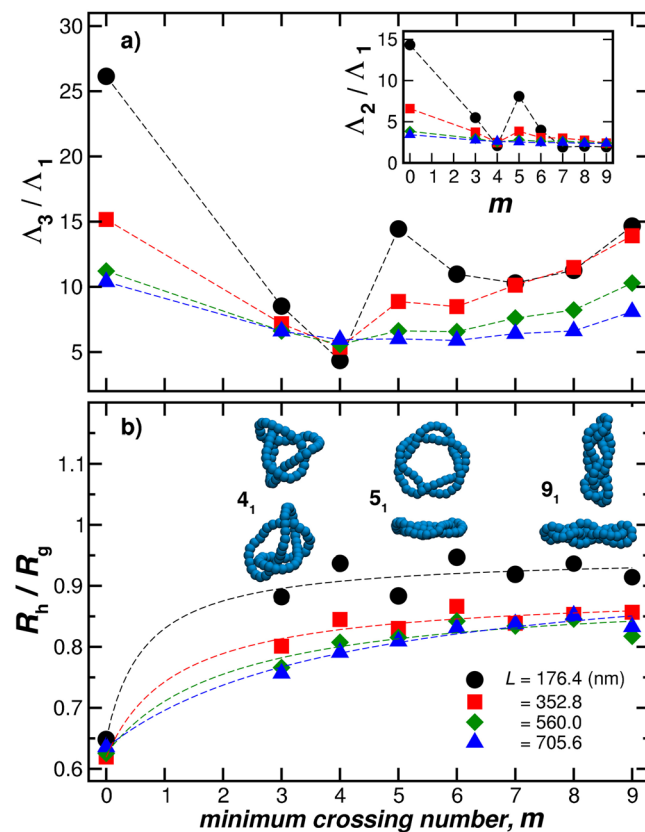 a)
30
25
20
15
10
5
Λ3 / Λ1
15
10
5
0
Λ2 / Λ1
0 1 2 3 4 5 6 7 8 9
m
b)
1.1
1
0.9
0.8
0.7
0.6
Rh / Rg
41
51
91
L = 176.4 (nm)
= 352.8
= 560.0
= 705.6
0 1 2 3 4 5 6 7 8 9
minimum crossing number, m